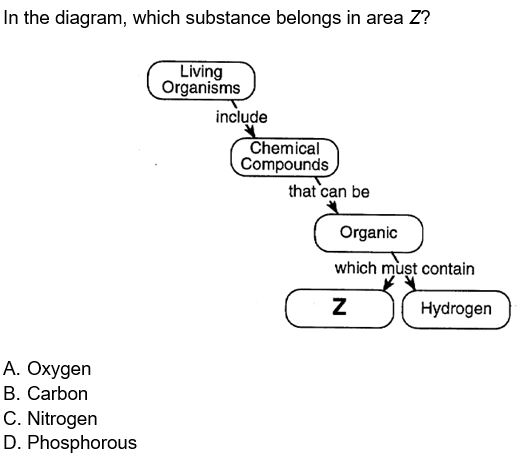 In the diagram, which substance belongs in area Z?
Living
Organisms
include
Chemical
Compounds
that can be
Organic
which must contain
Z
Hydrogen
A. Oxygen
B. Carbon
C. Nitrogen
D. Phosphorous